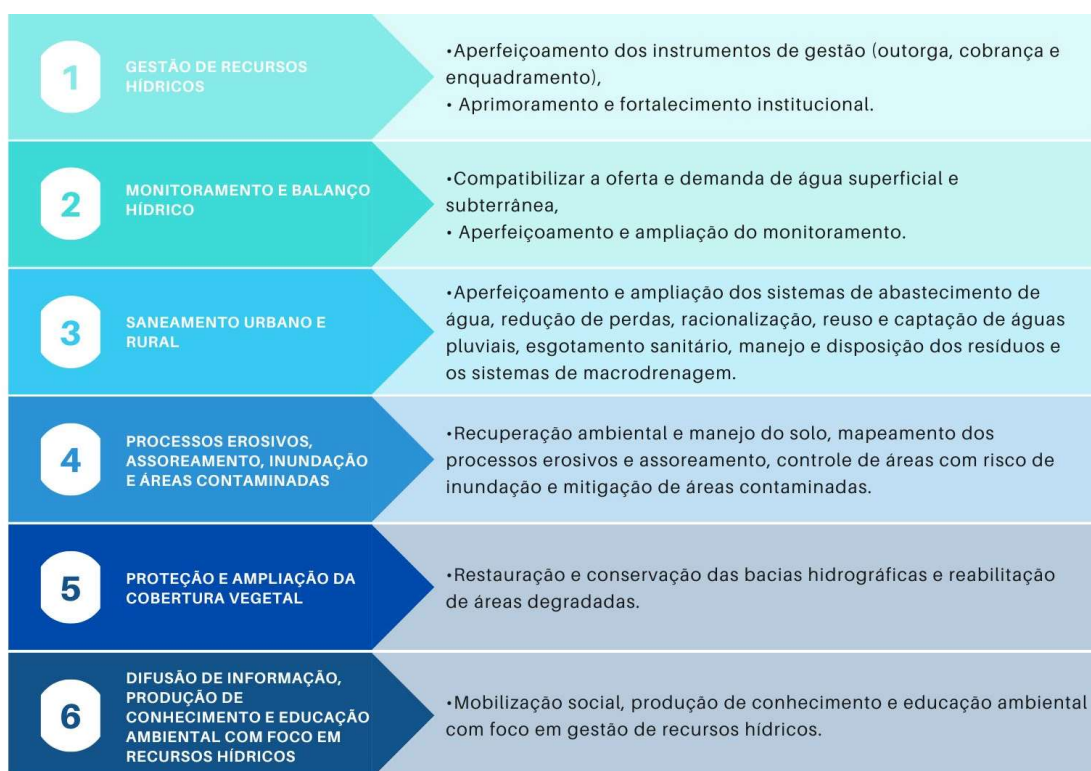 1
GESTÃO DE RECURSOS
HÍDRICOS
•Aperfeiçoamento dos instrumentos de gestão (outorga, cobrança e
enquadramento),
• Aprimoramento e fortalecimento institucional.
2
MONITORAMENTO E BALANÇO
HÍDRICO
•Compatibilizar a oferta e demanda de água superficial e
subterrânea,
• Aperfeiçoamento e ampliação do monitoramento.
3
SANEAMENTO URBANO E
RURAL
•Aperfeiçoamento e ampliação dos sistemas de abastecimento de
água, redução de perdas, racionalização, reuso e captação de águas
pluviais, esgotamento sanitário, manejo e disposição dos resíduos e
os sistemas de macrodrenagem.
4
PROCESSOS EROSIVOS,
ASSOREAMENTO, INUNDAÇÃO
E ÁREAS CONTAMINADAS
•Recuperação ambiental e manejo do solo, mapeamento dos
processos erosivos e assoreamento, controle de áreas com risco de
inundação e mitigação de áreas contaminadas.
5
PROTEÇÃO E AMPLIAÇÃO DA
COBERTURA VEGETAL
•Restauração e conservação das bacias hidrográficas e reabilitação
de áreas degradadas.
6
DIFUSÃO DE INFORMAÇÃO,
PRODUÇÃO DE
CONHECIMENTO E EDUCAÇÃO
AMBIENTAL COM FOCO EM
RECURSOS HÍDRICOS
•Mobilização social, produção de conhecimento e educação ambiental
com foco em gestão de recursos hídricos.